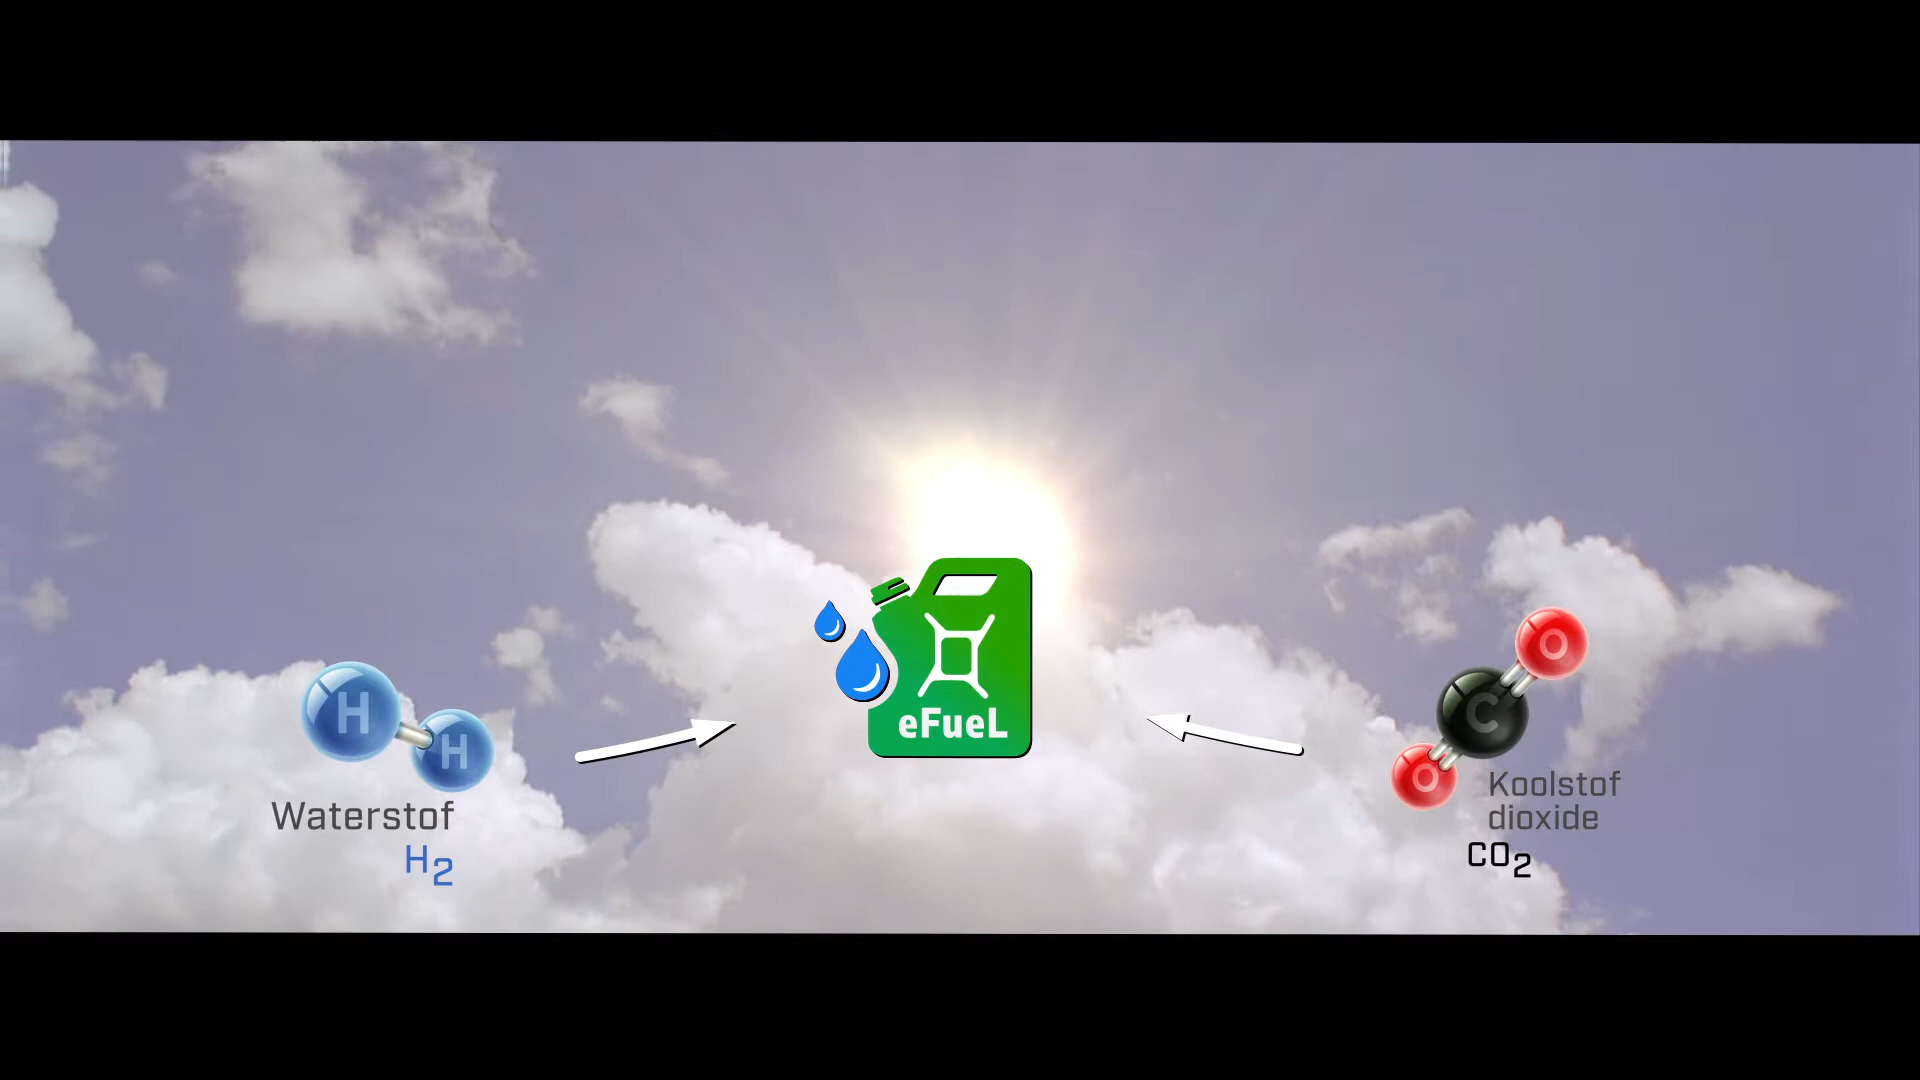 H
H
Waterstof
H2
eFueL
O
C
O
Koolstof
dioxide
CO2